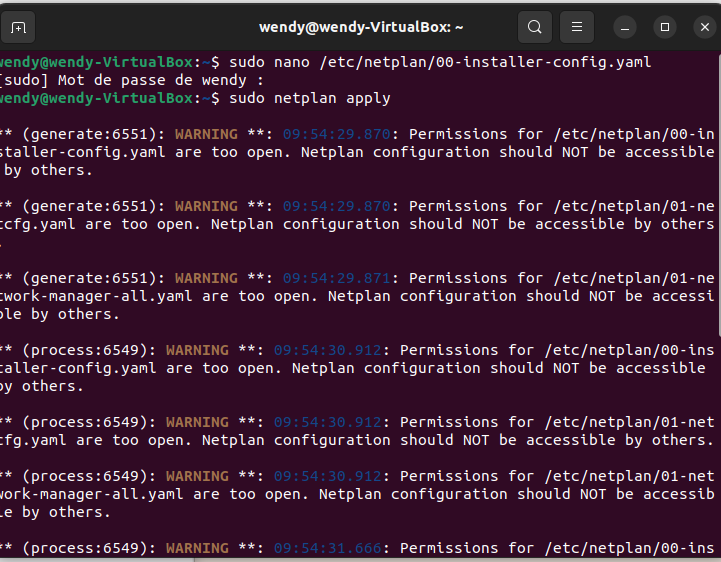 wendy@wendy-VirtualBox: ~
wendy@wendy-VirtualBox:~$ sudo nano /etc/netplan/00-installer-config.yaml
[sudo] Mot de passe de wendy :
wendy@wendy-VirtualBox:~$ sudo netplan apply
** (generate:6551): WARNING **: 09:54:29.870: Permissions for /etc/netplan/00-in
staller-config.yaml are too open. Netplan configuration should NOT be accessible
by others.
** (generate:6551): WARNING **: 09:54:29.870: Permissions for /etc/netplan/01-ne
tcfg.yaml are too open. Netplan configuration should NOT be accessible by others
.
** (generate:6551): WARNING **: 09:54:29.871: Permissions for /etc/netplan/01-ne
twork-manager-all.yaml are too open. Netplan configuration should NOT be accessi
ble by others.
** (process:6549): WARNING **: 09:54:30.912: Permissions for /etc/netplan/00-ins
taller-config.yaml are too open. Netplan configuration should NOT be accessible
by others.
** (process:6549): WARNING **: 09:54:30.912: Permissions for /etc/netplan/01-net
cfg.yaml are too open. Netplan configuration should NOT be accessible by others.
** (process:6549): WARNING **: 09:54:30.912: Permissions for /etc/netplan/01-net
work-manager-all.yaml are too open. Netplan configuration should NOT be accessib
le by others.
** (process:6549): WARNING **: 09:54:31.666: Permissions for /etc/netplan/00-ins